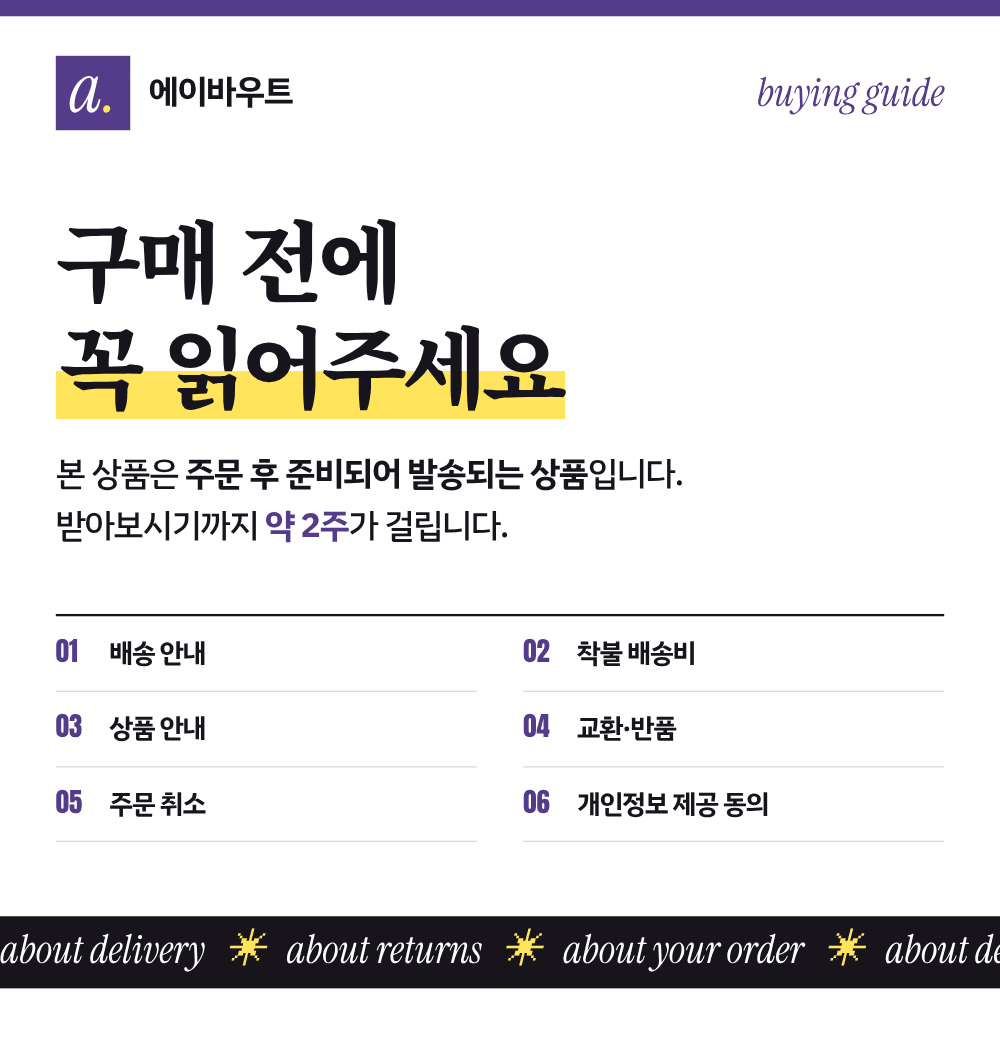 a. 에이바우트
buying guide
구매 전에
꼭 읽어주세요
본 상품은 주문 후 준비되어 발송되는 상품입니다.
받아보시기까지 약 2주가 걸립니다.
01 배송 안내
02 착불 배송비
03 상품 안내
04 교환·반품
05 주문 취소
06 개인정보 제공 동의
about delivery about returns about your order about de